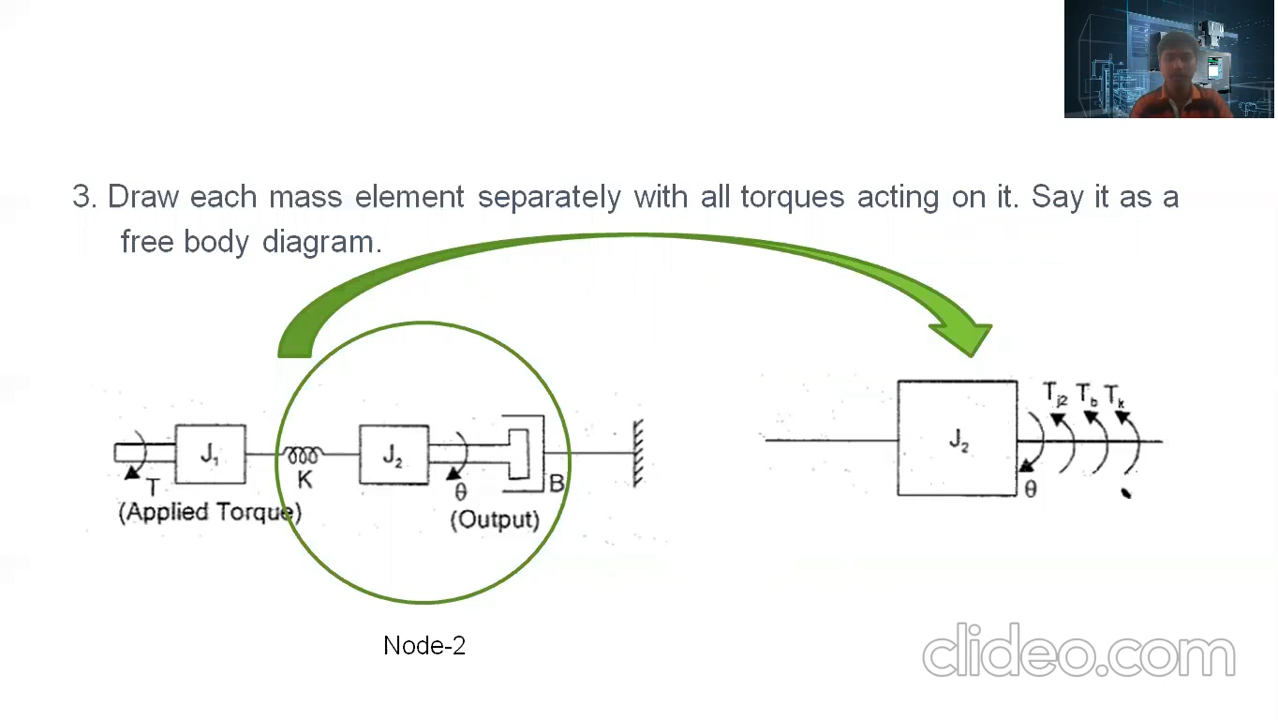 3. Draw each mass element separately with all torques acting on it. Say it as a
free body diagram.
T
(Applied Torque)
J₁
K
J₂
θ
(Output)
B
Node-2
J₂
θ
Tj2 Tb Tk
clideo.com